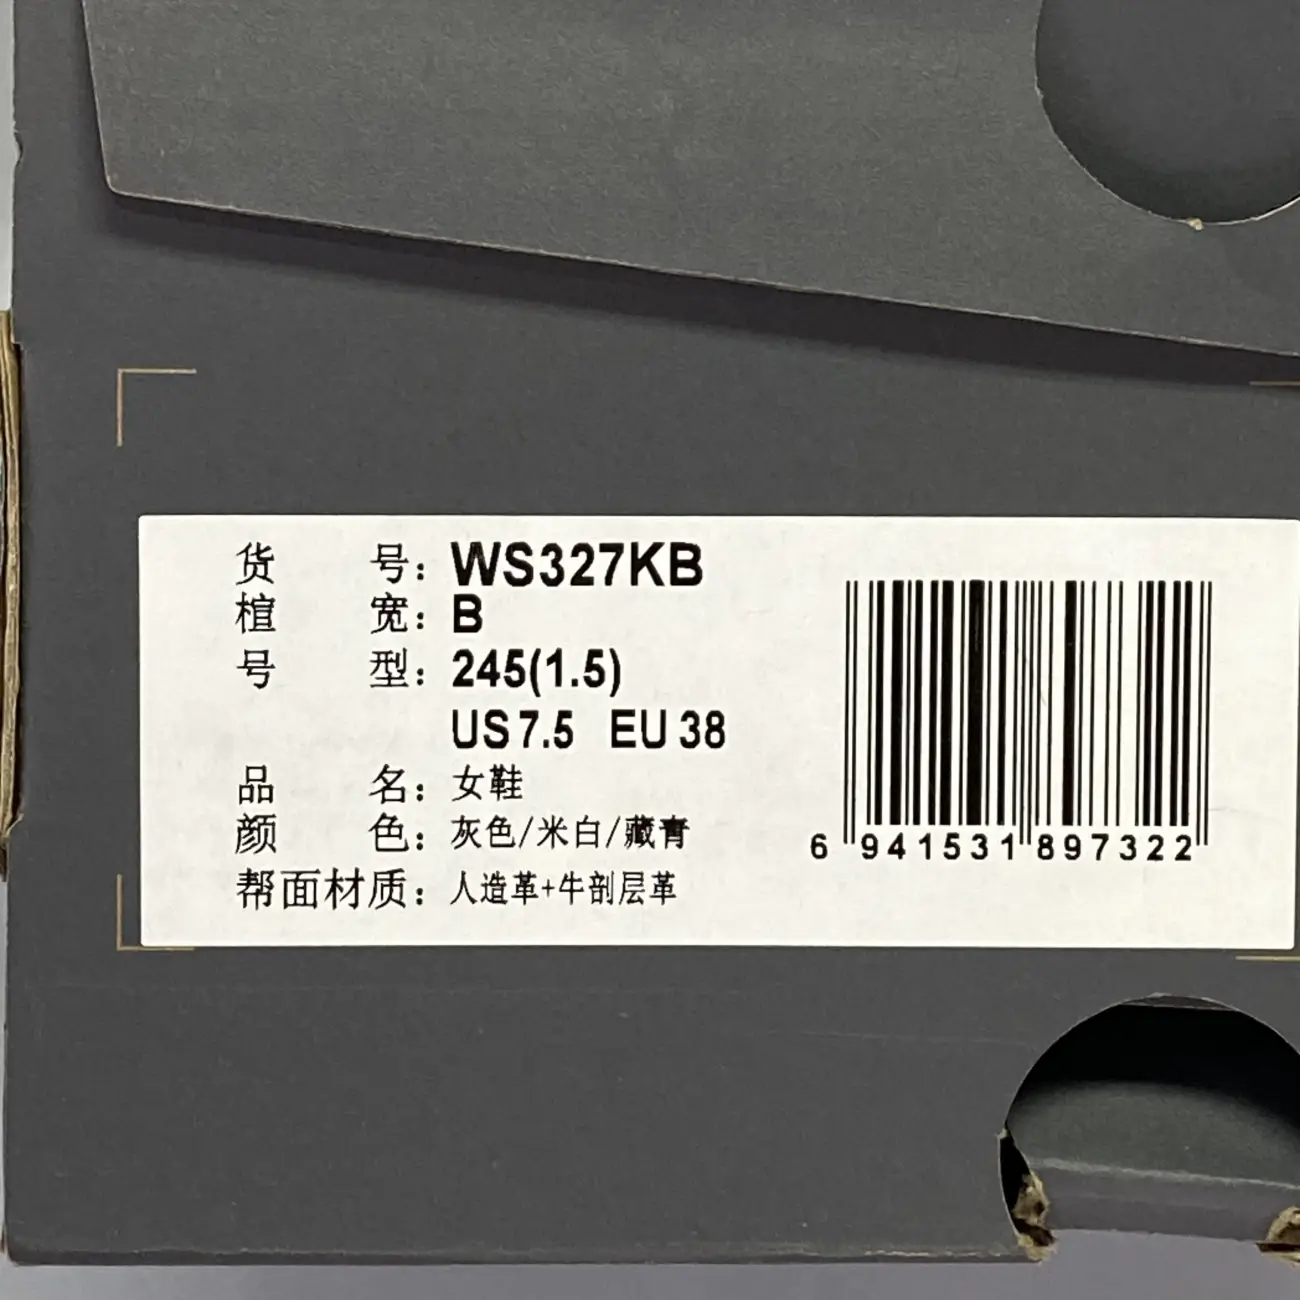 货 号：WS327KB
楦 宽：B
号 型：245(1.5)
US 7.5 EU 38
品 名：女鞋
颜 色：灰色/米白/藏青
帮面材质：人造革+牛剖层革
6 941531 897322